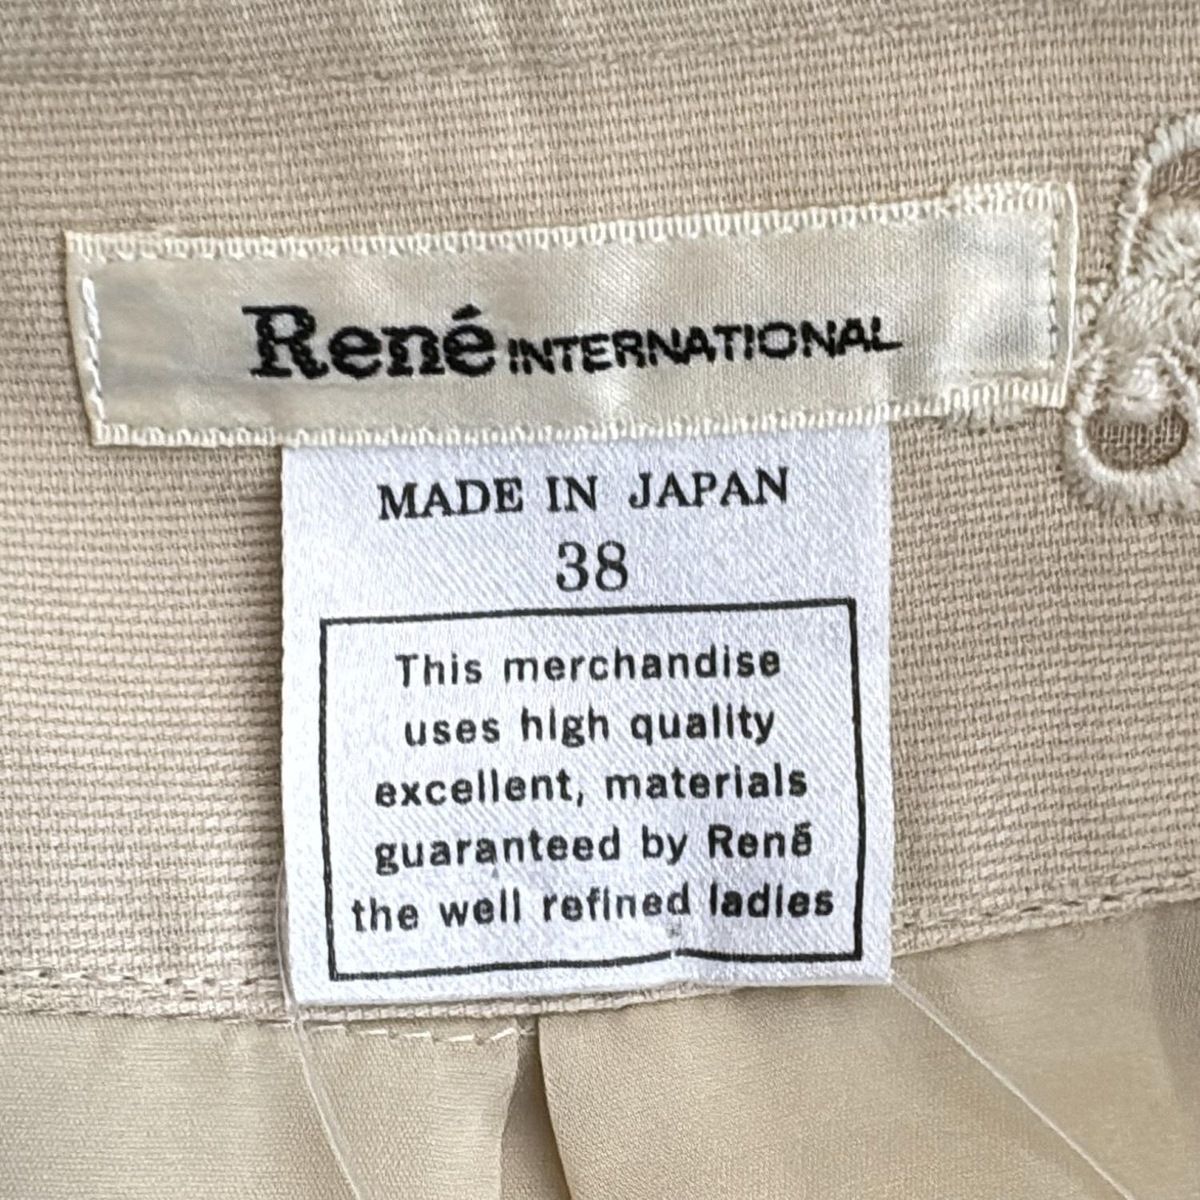 René INTERNATIONAL
MADE IN JAPAN
38
This merchandise
uses high quality
excellent, materials
guaranteed by René
the well refined ladies